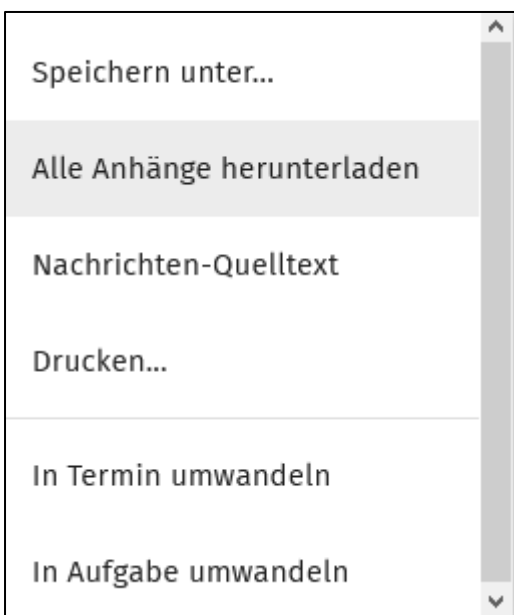 Speichern unter...
Alle Anhänge herunterladen
Nachrichten-Quelltext
Drucken...
In Termin umwandeln
In Aufgabe umwandeln